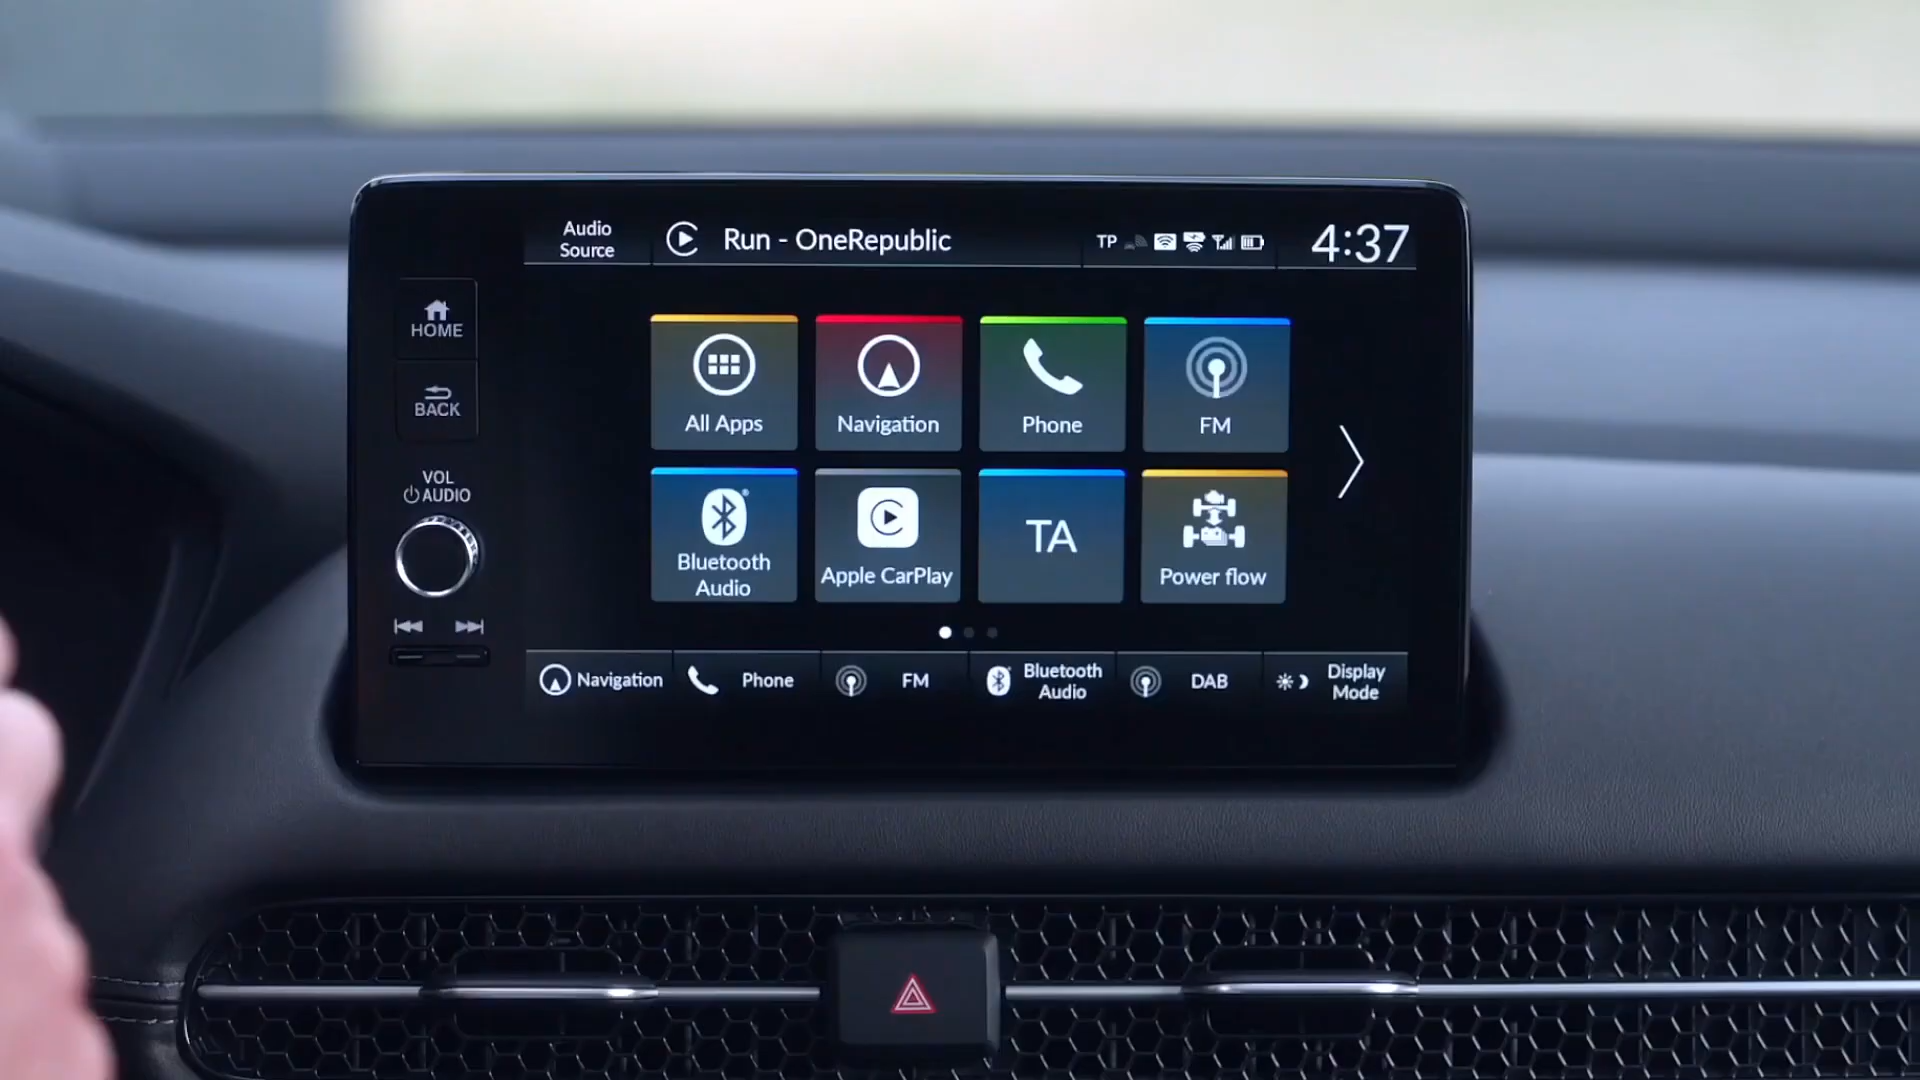 Audio
Source
Run - OneRepublic
TP
4:37
HOME
BACK
VOL
AUDIO
All Apps
Navigation
Phone
FM
Bluetooth
Audio
Apple CarPlay
TA
Power flow
Navigation
Phone
FM
Bluetooth
Audio
DAB
Display
Mode